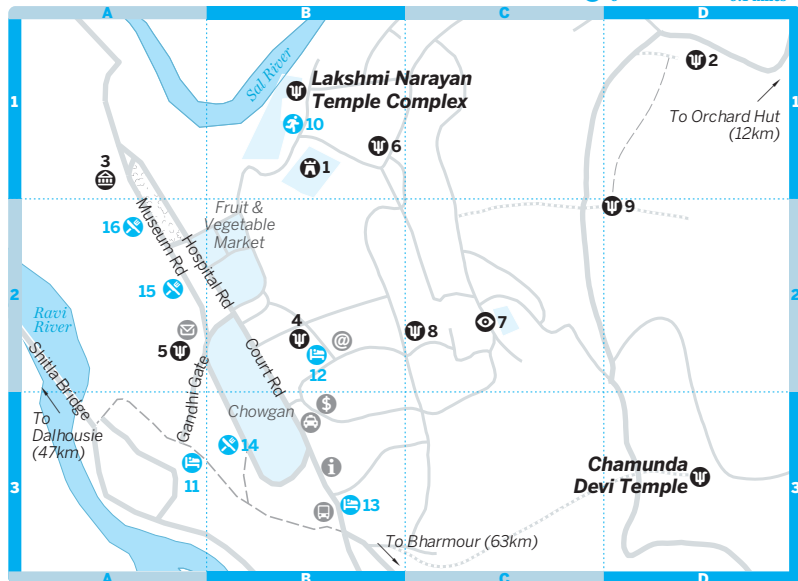 A
B
C
D
1
1
2
2
3
3
Sal River
Lakshmi Narayan
Temple Complex
10
1
6
2
To Orchard Hut
(12km)
3
9
16
Museum Rd
Hospital Rd
Fruit &
Vegetable
Market
15
Ravi
River
Shitla Bridge
5
4
@
12
8
7
Gandhi Gate
Court Rd
Chowgan
$
To
Dalhousie
(47km)
14
11
i
13
Chamunda
Devi Temple
To Bharmour (63km)
A
B
C
D